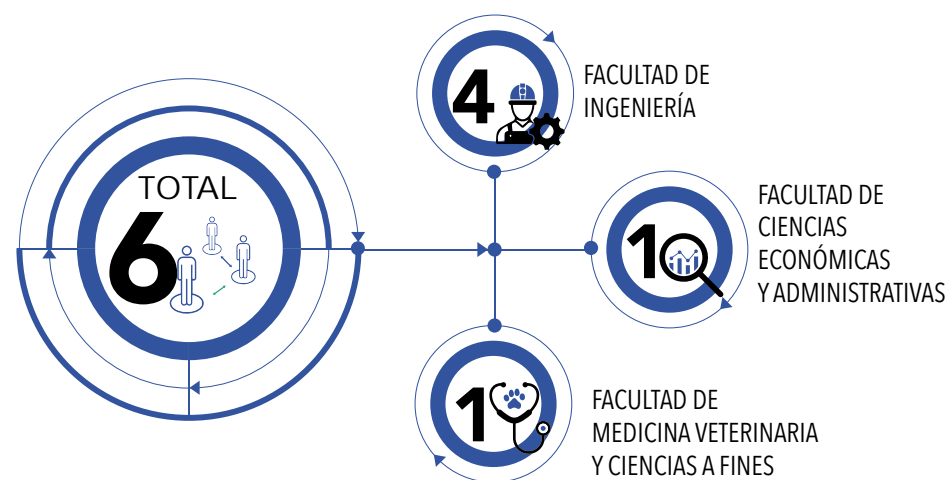 TOTAL
6
4
FACULTAD DE
INGENIERÍA
1
FACULTAD DE
CIENCIAS
ECONÓMICAS
Y ADMINISTRATIVAS
1
FACULTAD DE
MEDICINA VETERINARIA
Y CIENCIAS A FINES